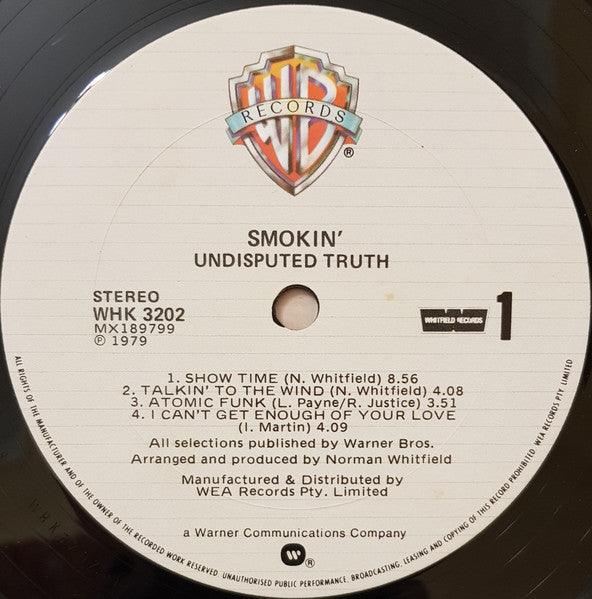 WB
RECORDS
®
SMOKIN'
UNDISPUTED TRUTH
STEREO
WHK 3202
MX189799
Ⓟ 1979
W
WHITFIELD RECORDS
1
1. SHOW TIME (N. Whitfield) 8.56
2. TALKIN' TO THE WIND (N. Whitfield) 4.08
3. ATOMIC FUNK (L. Payne/R. Justice) 3.51
4. I CAN'T GET ENOUGH OF YOUR LOVE
(I. Martin) 4.09
All selections published by Warner Bros.
Arranged and produced by Norman Whitfield
Manufactured & Distributed by
WEA Records Pty. Limited
a Warner Communications Company
®
ALL RIGHTS OF THE MANUFACTURER AND OF THE OWNER OF THE RECORDED WORK RESERVED. UNAUTHORISED PUBLIC PERFORMANCE, BROADCASTING, LEASING AND COPYING OF THIS RECORD PROHIBITED. WEA RECORDS PTY. LIMITED